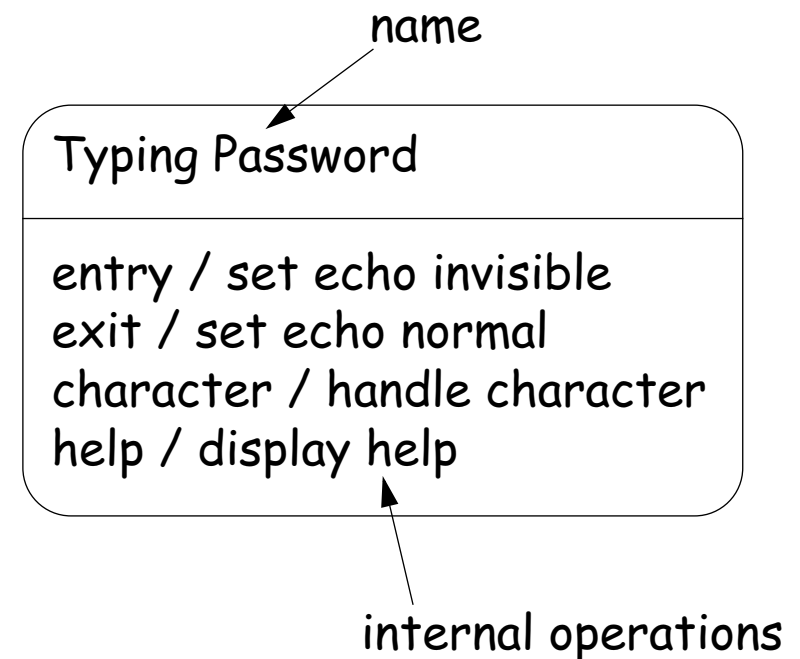 name
Typing Password
entry / set echo invisible
exit / set echo normal
character / handle character
help / display help
internal operations